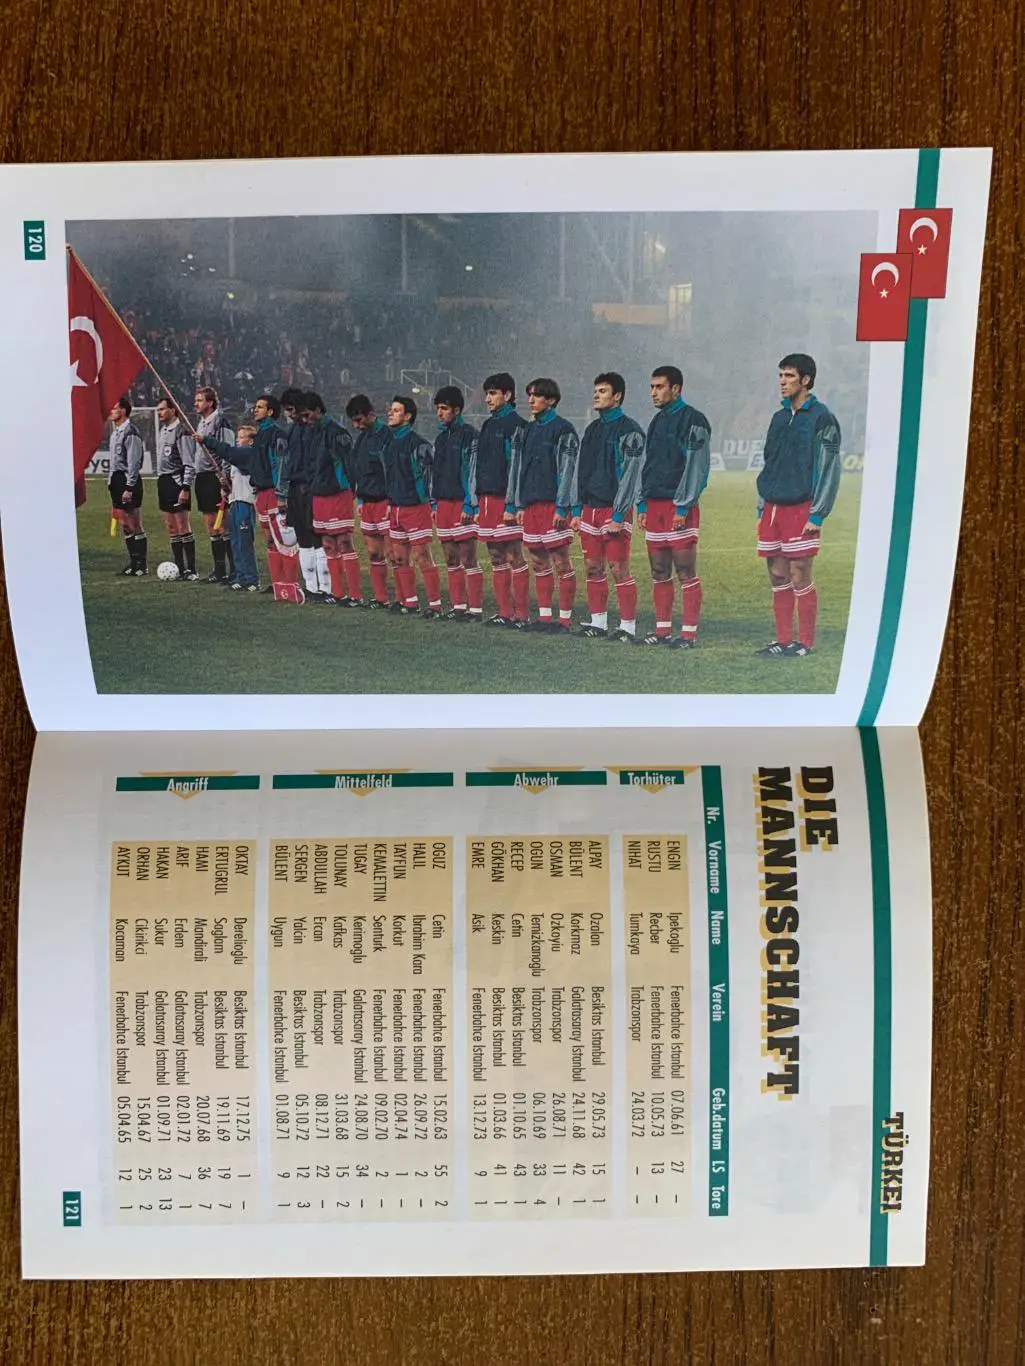 120
DUE
TÜRKEI
DIE
MANNSCHAFT
Nr. Vorname Name Verein Geb.datum LS Tore
Torhüter
ENGIN Ipekoglu Fenerbahce Istanbul 07.06.61 27 –
RUSTU Recber Fenerbahce Istanbul 10.05.73 13 –
NIHAT Tumkaya Trabzonspor 24.03.72 – –
Abwehr
ALPAY Ozalan Besiktas Istanbul 29.05.73 15 1
BÜLENT Korkmaz Galatasaray Istanbul 24.11.68 42 1
OSMAN Ozkoylu Trabzonspor 26.08.71 11 –
OGUN Temizkanoglu Trabzonspor 06.10.69 33 4
RECEP Cetin Besiktas Istanbul 01.10.65 43 1
GÖKHAN Keskin Besiktas Istanbul 01.03.66 41 1
EMRE Asik Fenerbahce Istanbul 13.12.73 9 1
Mittelfeld
OGUZ Cetin Fenerbahce Istanbul 15.02.63 55 2
HALIL Ibrahim Kara Fenerbahce Istanbul 26.09.72 2 –
TAYFUN Korkut Fenerbahce Istanbul 02.04.74 1 –
KEMALETTIN Senturk Fenerbahce Istanbul 09.02.70 2 –
TUGAY Kerimoglu Galatasaray Istanbul 24.08.70 34 –
TOLUNAY Kafkas Trabzonspor 31.03.68 15 2
ABDULLAH Ercan Trabzonspor 08.12.71 22 –
SERGEN Yalcin Besiktas Istanbul 05.10.72 12 3
BÜLENT Uygun Fenerbahce Istanbul 01.08.71 9 1
Angriff
OKTAY Derelioglu Besiktas Istanbul 17.12.75 1 –
ERTUGRUL Saglam Besiktas Istanbul 19.11.69 19 7
HAMI Mandirali Trabzonspor 20.07.68 36 7
ARIF Erdem Galatasaray Istanbul 02.01.72 7 1
HAKAN Sukur Galatasaray Istanbul 01.09.71 23 13
ORHAN Cikirikci Trabzonspor 15.04.67 25 2
AYKUT Kocaman Fenerbahce Istanbul 05.04.65 12 1
121